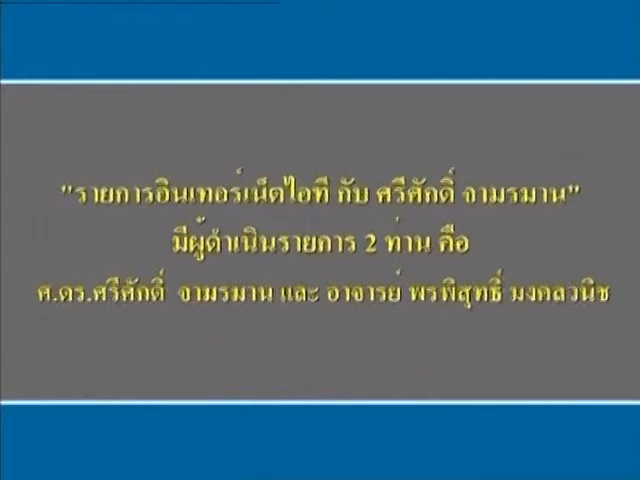 "รายการอินเทอร์เน็ตไอที กับ ศรีศักดิ์ จามรมาน"
มีผู้ดำเนินรายการ 2 ท่าน คือ
ศ.ดร.ศรีศักดิ์ จามรมาน และ อาจารย์ พรพิสุทธิ์ มงคลวนิช